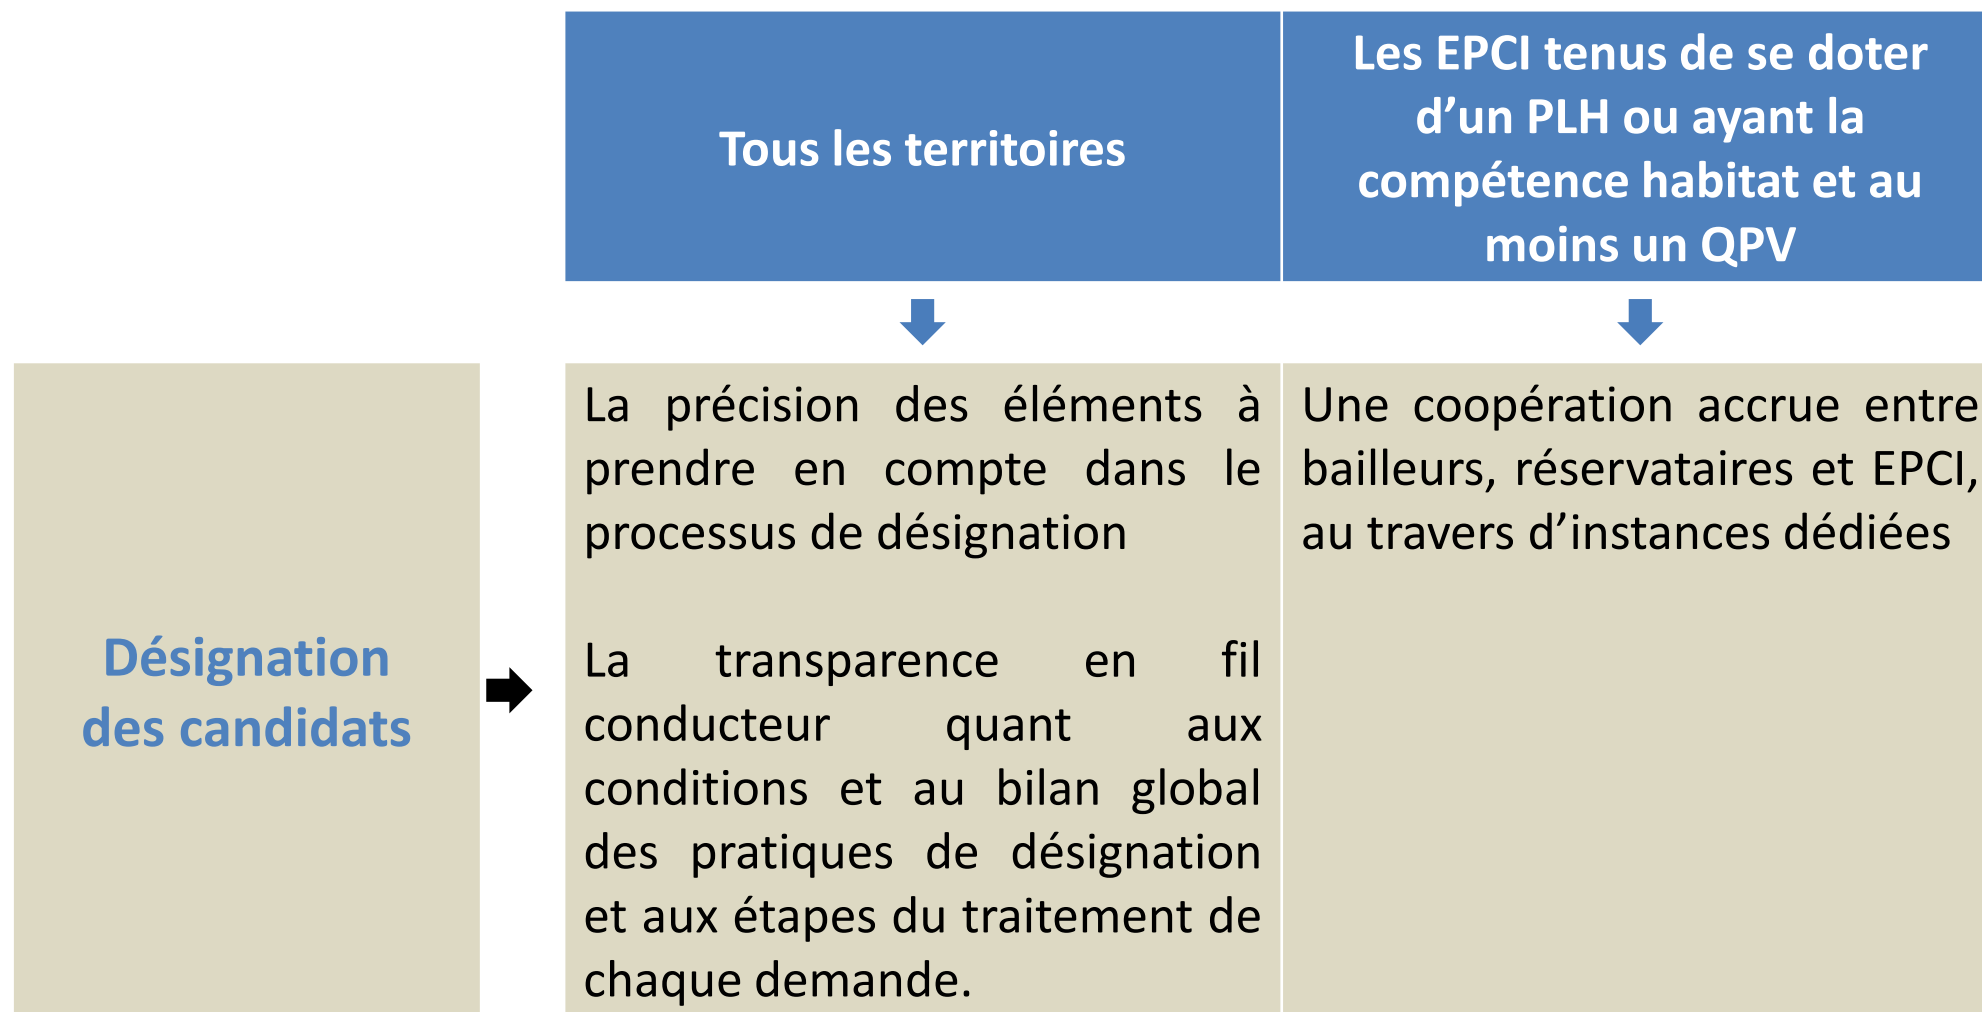 Tous les territoires
Les EPCI tenus de se doter
d’un PLH ou ayant la
compétence habitat et au
moins un QPV
Désignation
des candidats
La précision des éléments à
prendre en compte dans le
processus de désignation
La transparence en fil
conducteur quant aux
conditions et au bilan global
des pratiques de désignation
et aux étapes du traitement de
chaque demande.
Une coopération accrue entre
bailleurs, réservataires et EPCI,
au travers d’instances dédiées